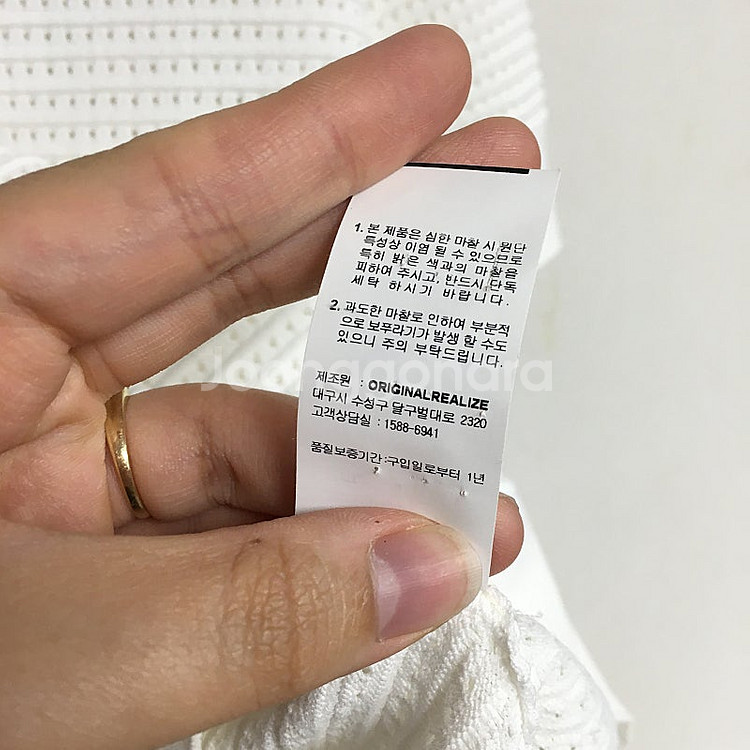 1. 본 제품은 심한 마찰 시 원단
특성상 이염 될 수 있으므로
특히 밝은 색과의 마찰을
피하여 주시고, 반드시 단독
세탁 하시기 바랍니다.
2. 과도한 마찰로 인하여 부분적
으로 보푸라기가 발생 할 수도
있으니 주의 부탁드립니다.
Joonggonara
제조원 : ORIGINALREALIZE
대구시 수성구 달구벌대로 2320
고객상담실 : 1588-6941
품질보증기간:구입일로부터 1년